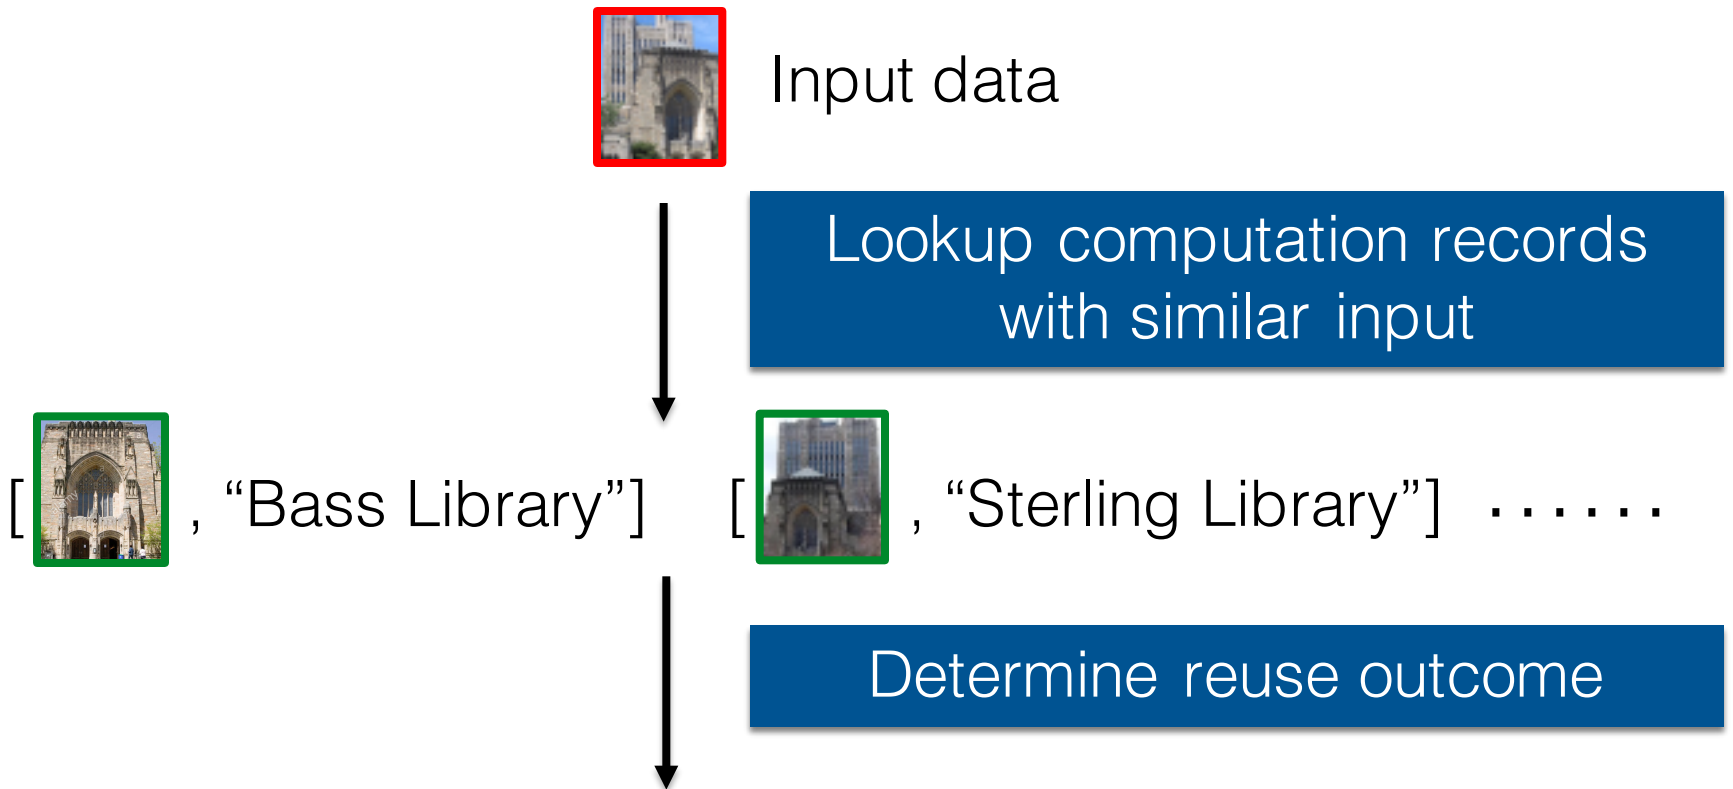 Input data
Lookup computation records
with similar input
[ , “Bass Library”] [ , “Sterling Library”] ......
Determine reuse outcome